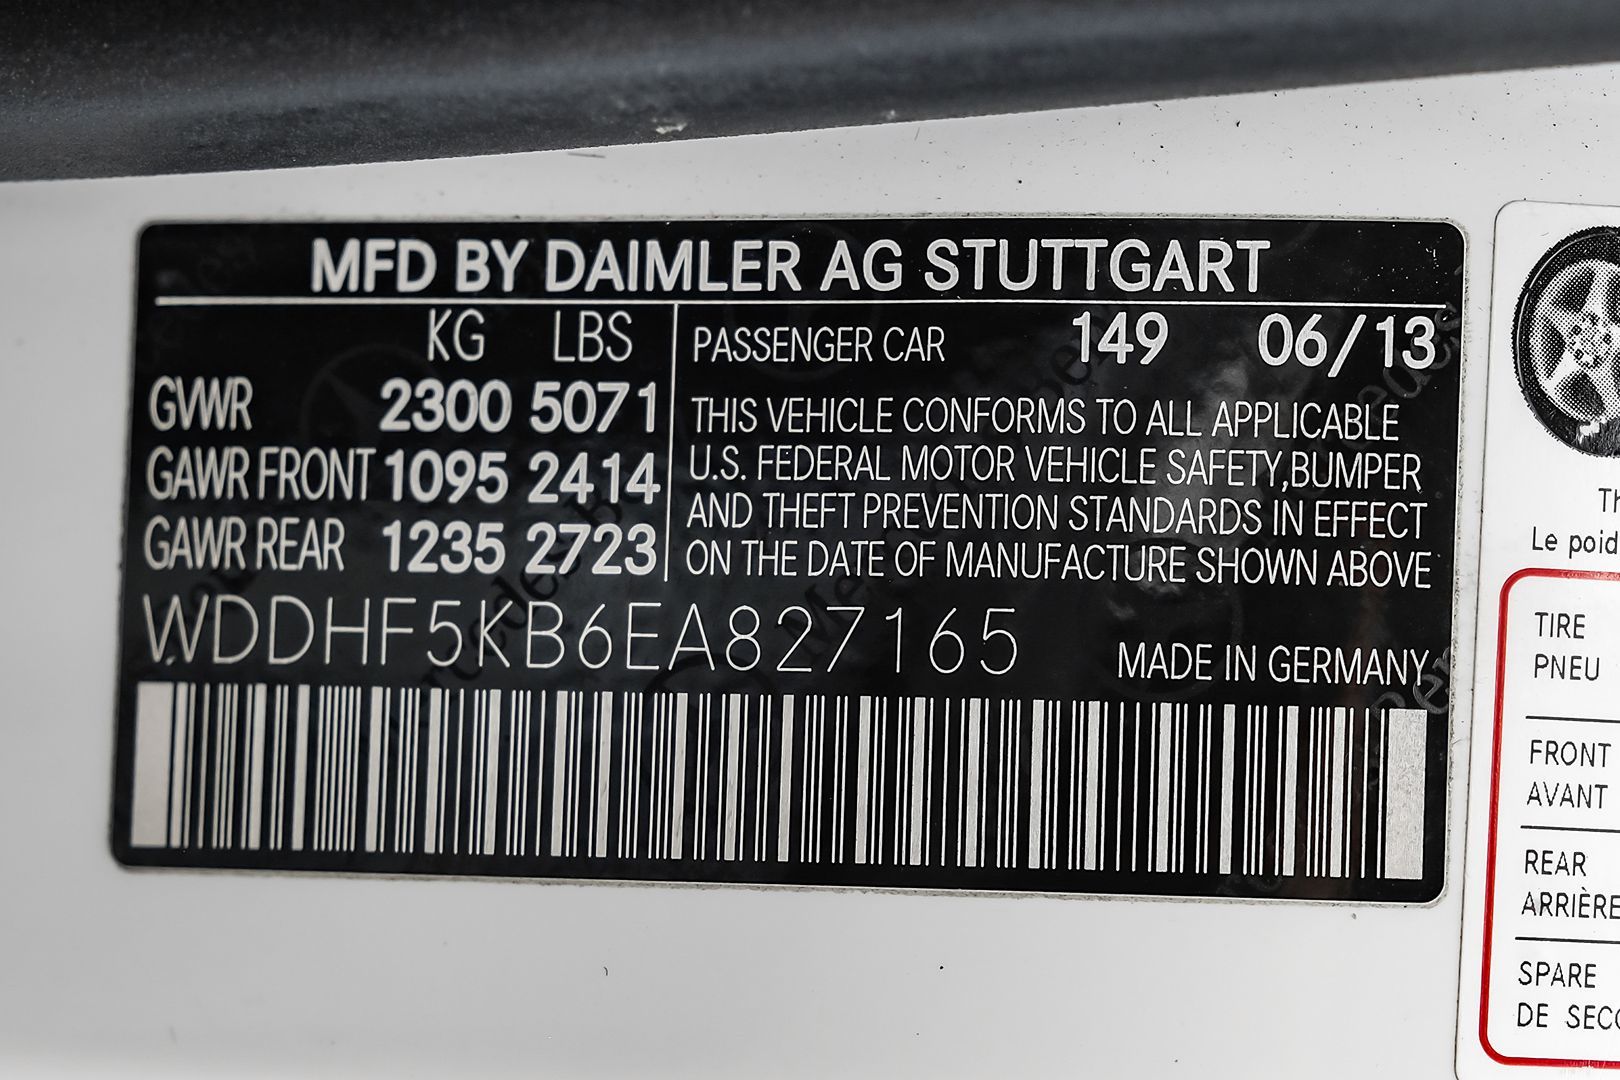 MFD BY DAIMLER AG STUTTGART
KG LBS
GVWR 2300 5071
GAWR FRONT 1095 2414
GAWR REAR 1235 2723
PASSENGER CAR 149 06/13
THIS VEHICLE CONFORMS TO ALL APPLICABLE
U.S. FEDERAL MOTOR VEHICLE SAFETY,BUMPER
AND THEFT PREVENTION STANDARDS IN EFFECT
ON THE DATE OF MANUFACTURE SHOWN ABOVE
WDDHF5KB6EA827165
MADE IN GERMANY
Le poid
TIRE
PNEU
FRONT
AVANT
REAR
ARRIÈRE
SPARE
DE